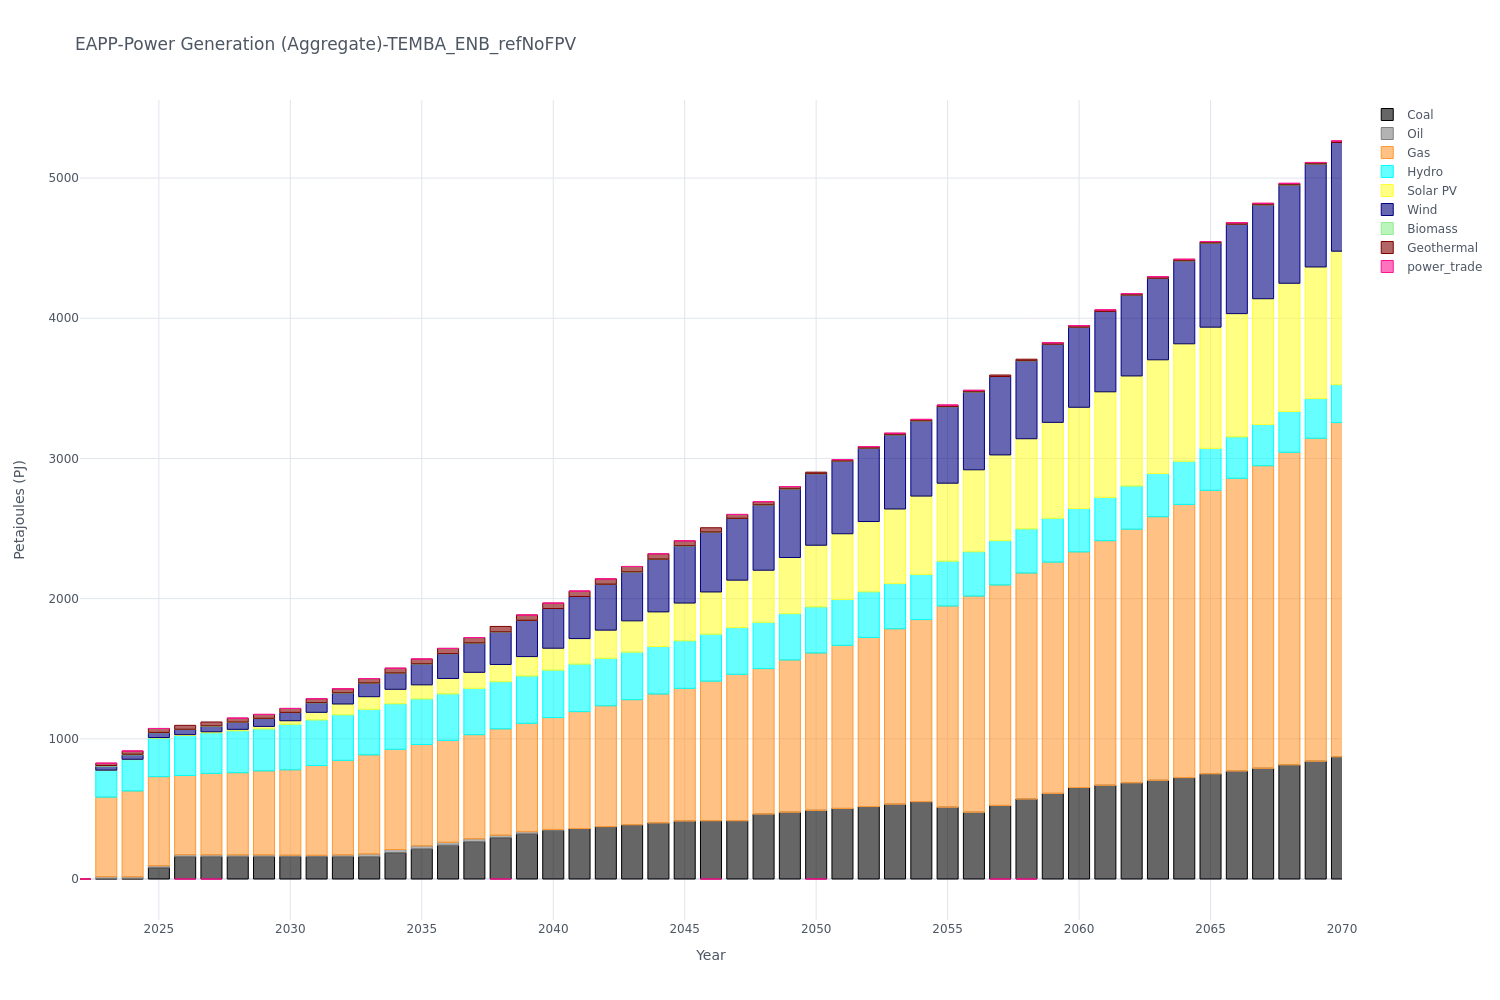 EAPP-Power Generation (Aggregate)-TEMBA_ENB_refNoFPV
Coal
Oil
Gas
Hydro
Solar PV
Wind
Biomass
Geothermal
power_trade
Petajoules (PJ)
5000
4000
3000
2000
1000
0
2025 2030 2035 2040 2045 2050 2055 2060 2065 2070
Year